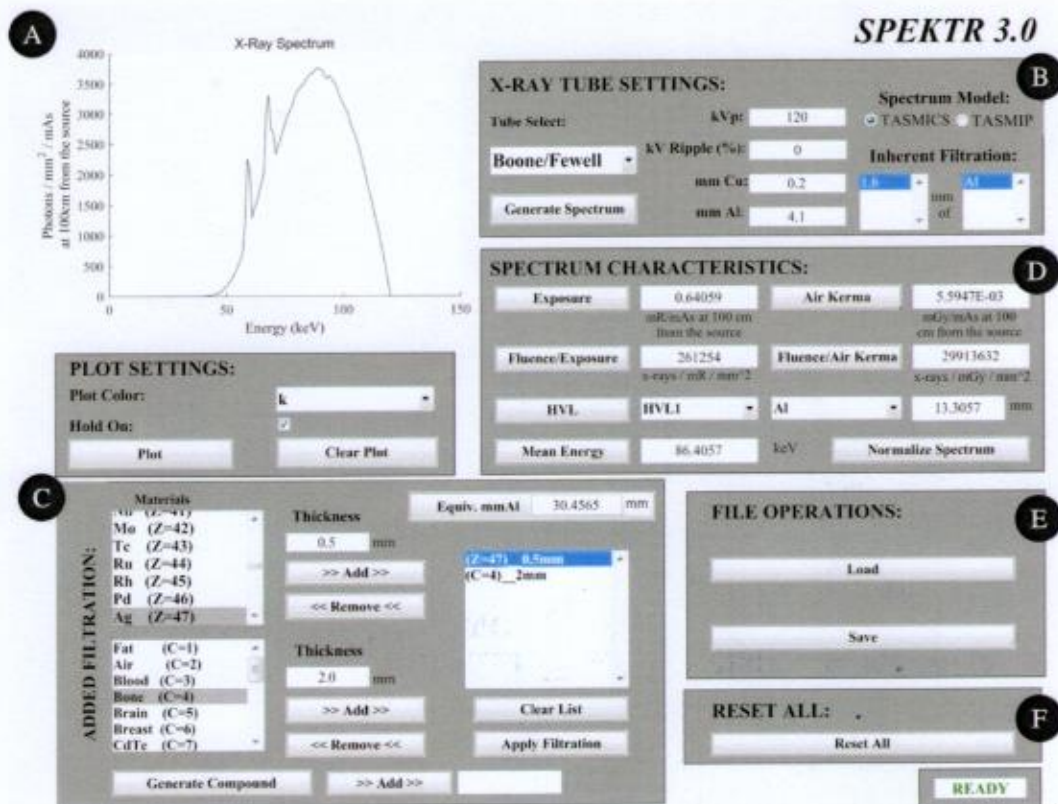 A
SPEKTR 3.0
X-Ray Spectrum
4000
3500
3000
2500
2000
1500
1000
500
0
0
50
100
150
Photons / mm² / mAs
at 100cm from the source
Energy (keV)
B
X-RAY TUBE SETTINGS:
Spectrum Model:
Tube Select:
kVp:
120
TASMICS
TASMIP
Boone/Fewell
kV Ripple (%):
0
Inherent Filtration:
mm Cu:
0.2
1.6
mm
of
Al
Generate Spectrum
mm Al:
4.1
D
SPECTRUM CHARACTERISTICS:
Exposure
0.64059
Air Kerma
5.5947E-03
mR/mAs at 100 cm
from the source
mGy/mAs at 100
cm from the source
Fluence/Exposure
261254
Fluence/Air Kerma
29913632
x-rays / mR / mm^2
x-rays / mGy / mm^2
HVL
HVL1
Al
13.3057
mm
Mean Energy
86.4057
keV
Normalize Spectrum
PLOT SETTINGS:
Plot Color:
k
Hold On:
Plot
Clear Plot
C
ADDED FILTRATION:
Materials
Nb (Z=41)
Mo (Z=42)
Tc (Z=43)
Ru (Z=44)
Rh (Z=45)
Pd (Z=46)
Ag (Z=47)
Thickness
0.5 mm
>> Add >>
<< Remove <<
Equiv. mmAl
30.4565
mm
(Z=47)__0.5mm
(C=4)__2mm
Fat (C=1)
Air (C=2)
Blood (C=3)
Bone (C=4)
Brain (C=5)
Breast (C=6)
CdTe (C=7)
Thickness
2.0 mm
>> Add >>
<< Remove <<
Clear List
Apply Filtration
Generate Compound
>> Add >>
E
FILE OPERATIONS:
Load
Save
F
RESET ALL:
Reset All
READY